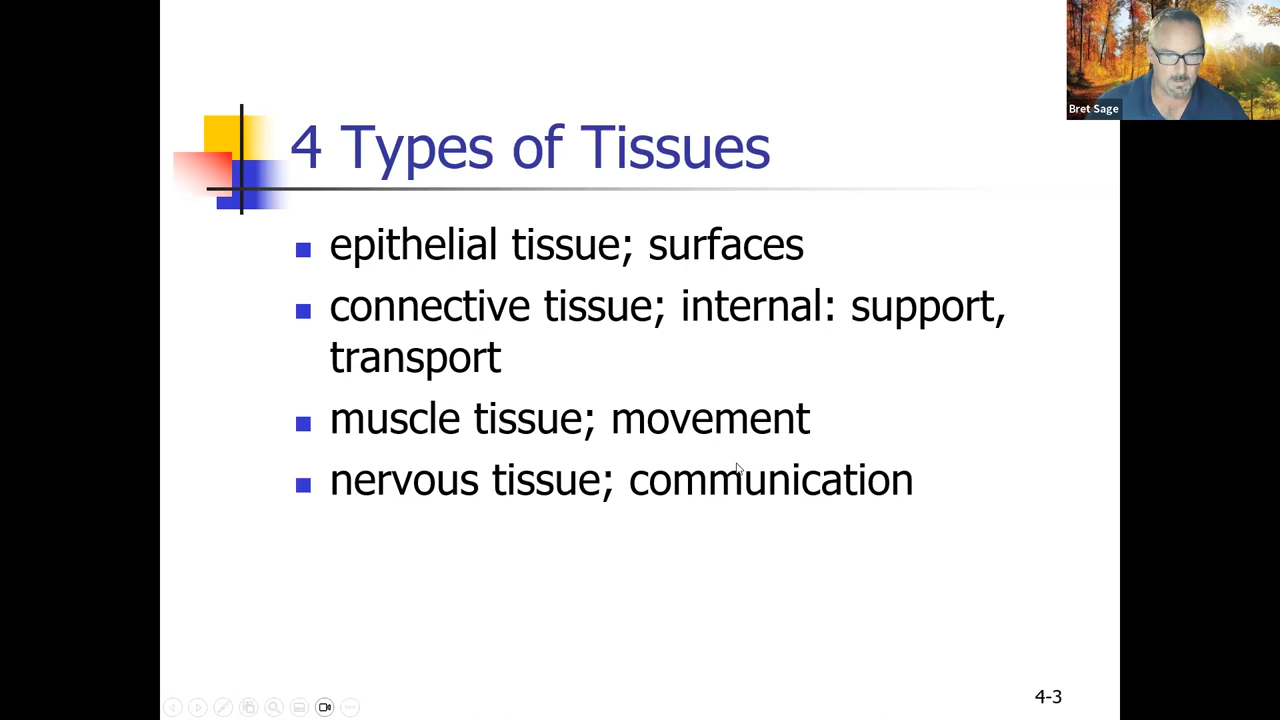 Bret Sage
4 Types of Tissues
epithelial tissue; surfaces
connective tissue; internal: support,
transport
muscle tissue; movement
nervous tissue; communication
4-3